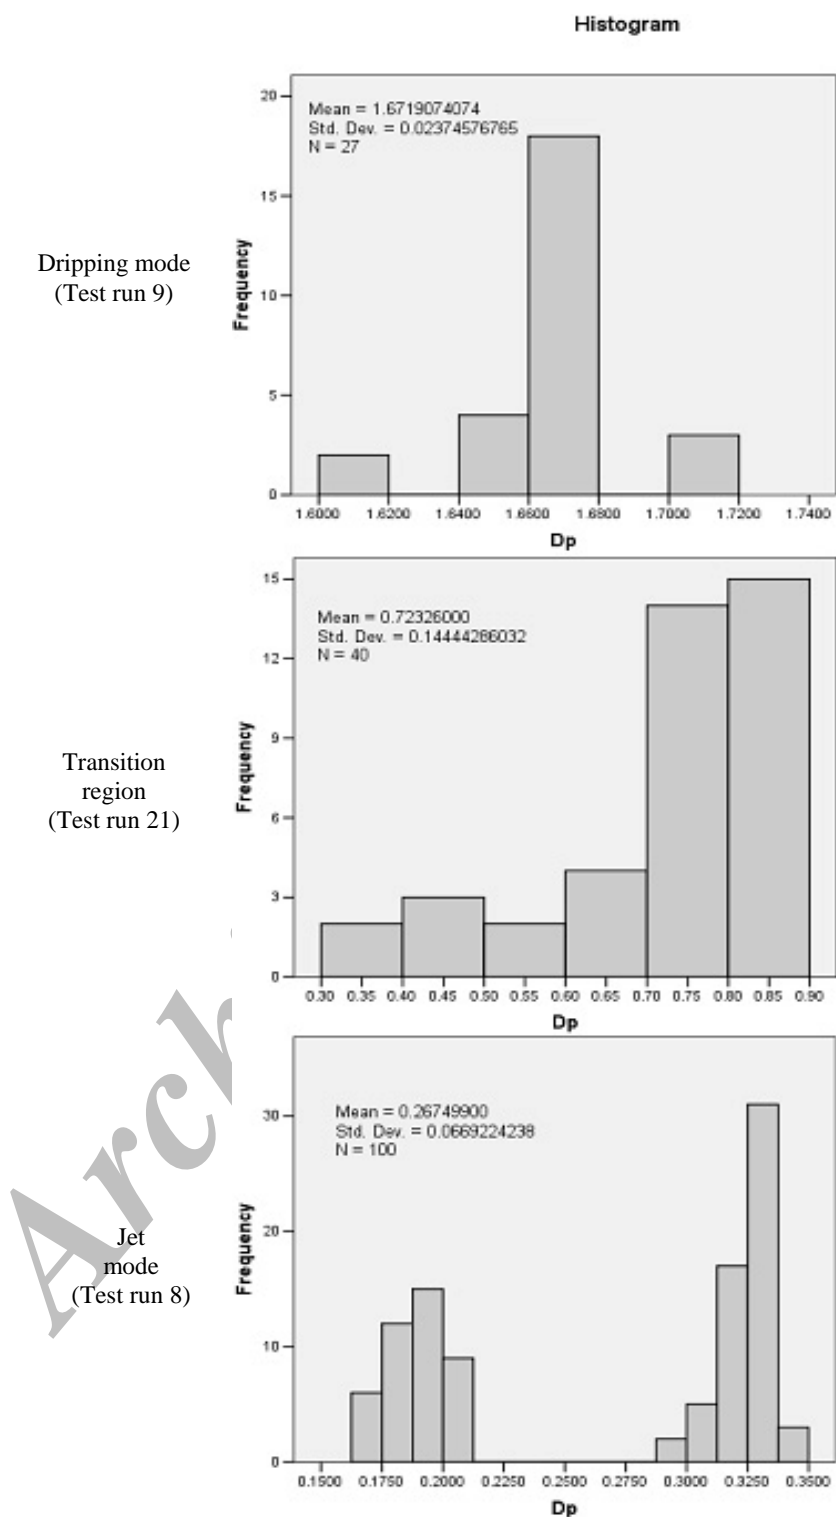 Histogram
Dripping mode
(Test run 9)
Frequency
20
15
10
5
0
Mean = 1.6719074074
Std. Dev. = 0.02374576765
N = 27
1.6000 1.6200 1.6400 1.6600 1.6800 1.7000 1.7200 1.7400
Dp
Transition
region
(Test run 21)
Frequency
15
12
9
6
3
0
Mean = 0.72326000
Std. Dev. = 0.14444286032
N = 40
0.30 0.35 0.40 0.45 0.50 0.55 0.60 0.65 0.70 0.75 0.80 0.85 0.90
Dp
Jet
mode
(Test run 8)
Frequency
30
20
10
0
Mean = 0.26749900
Std. Dev. = 0.0669224238
N = 100
0.1500 0.1750 0.2000 0.2250 0.2500 0.2750 0.3000 0.3250 0.3500
Dp
Arch